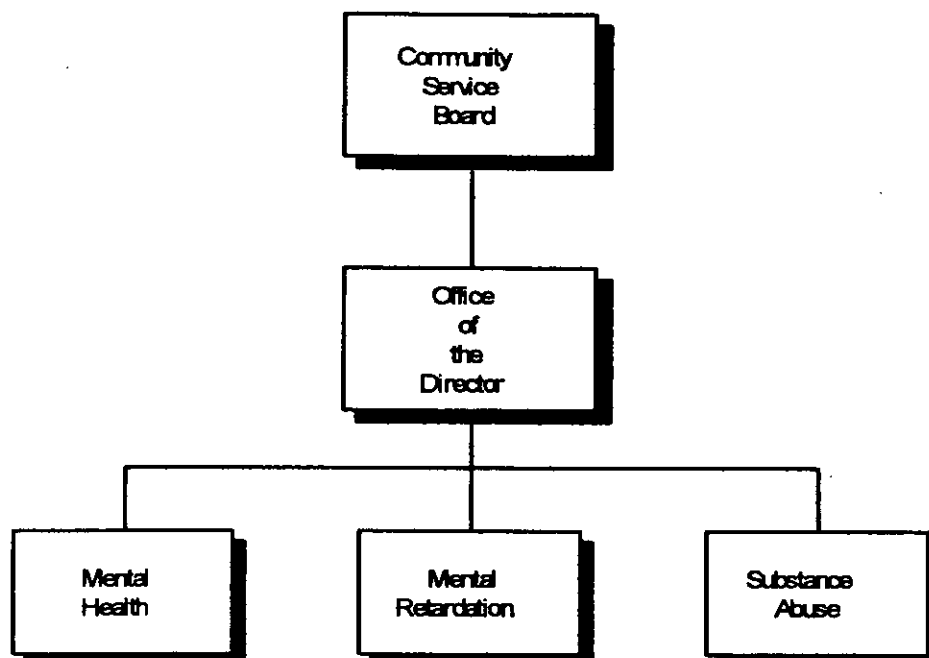 Community
Service
Board
Office
of
the
Director
Mental
Health
Mental
Retardation
Substance
Abuse